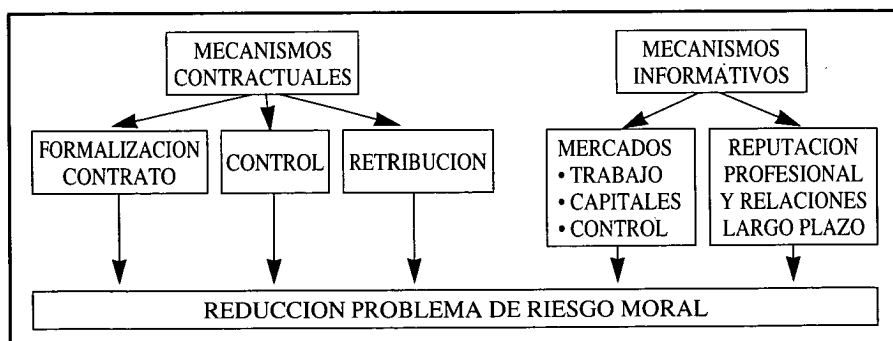 MECANISMOS
CONTRACTUALES
MECANISMOS
INFORMATIVOS
FORMALIZACION
CONTRATO
CONTROL
RETRIBUCION
MERCADOS
• TRABAJO
• CAPITALES
• CONTROL
REPUTACION
PROFESIONAL
Y RELACIONES
LARGO PLAZO
REDUCCION PROBLEMA DE RIESGO MORAL